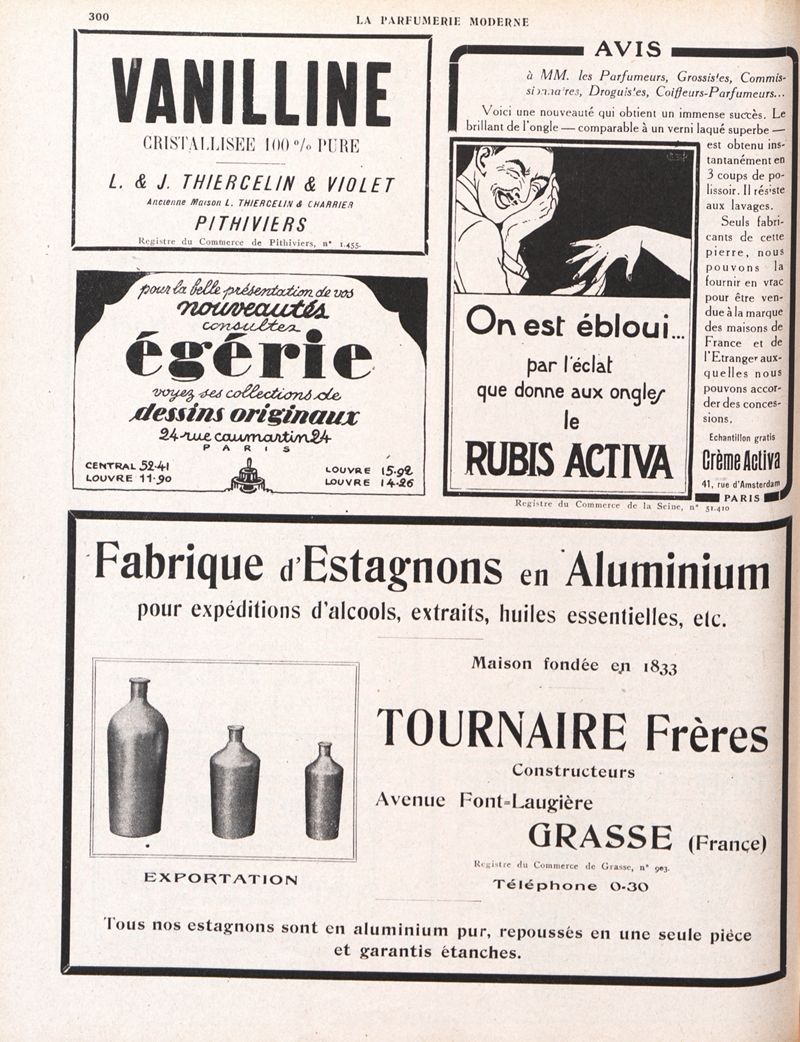 300
LA PARFUMERIE MODERNE
VANILLINE
CRISTALLISEE 100 % PURE
L. & J. THIERCELIN & VIOLET
Ancienne Maison L. THIERCELIN & CHARRIER
PITHIVIERS
Registre du Commerce de Pithiviers, n° 1.455.
pour la belle présentation de vos
nouveautés
consultez
égérie
voyez ses collections de
dessins originaux
24 rue caumartin 24
PARIS
CENTRAL 52-41
LOUVRE 11-90
LOUVRE 15-92
LOUVRE 14-26
AVIS
à MM. les Parfumeurs, Grossistes, Commis-
sionnaires, Droguistes, Coiffeurs-Parfumeurs...
Voici une nouveauté qui obtient un immense succès. Le
brillant de l'ongle — comparable à un verni laqué superbe —
est obtenu ins-
tantanément en
3 coups de po-
lissoir. Il résiste
aux lavages.
Seuls fabri-
cants de cette
pierre, nous
pouvons la
fournir en vrac
pour être ven-
due à la marque
des maisons de
France et de
l'Etranger aux-
quelles nous
pouvons accor-
der des conces-
sions.
Echantillon gratis
Crème Activa
41, rue d'Amsterdam
PARIS
On est ébloui...
par l'éclat
que donne aux ongles
le
RUBIS ACTIVA
Registre du Commerce de la Seine, n° 51.410
Fabrique d'Estagnons en Aluminium
pour expéditions d'alcools, extraits, huiles essentielles, etc.
Maison fondée en 1833
TOURNAIRE Frères
Constructeurs
Avenue Font-Laugière
GRASSE (France)
Registre du Commerce de Grasse, n° 903.
Téléphone 0-30
EXPORTATION
Tous nos estagnons sont en aluminium pur, repoussés en une seule pièce
et garantis étanches.